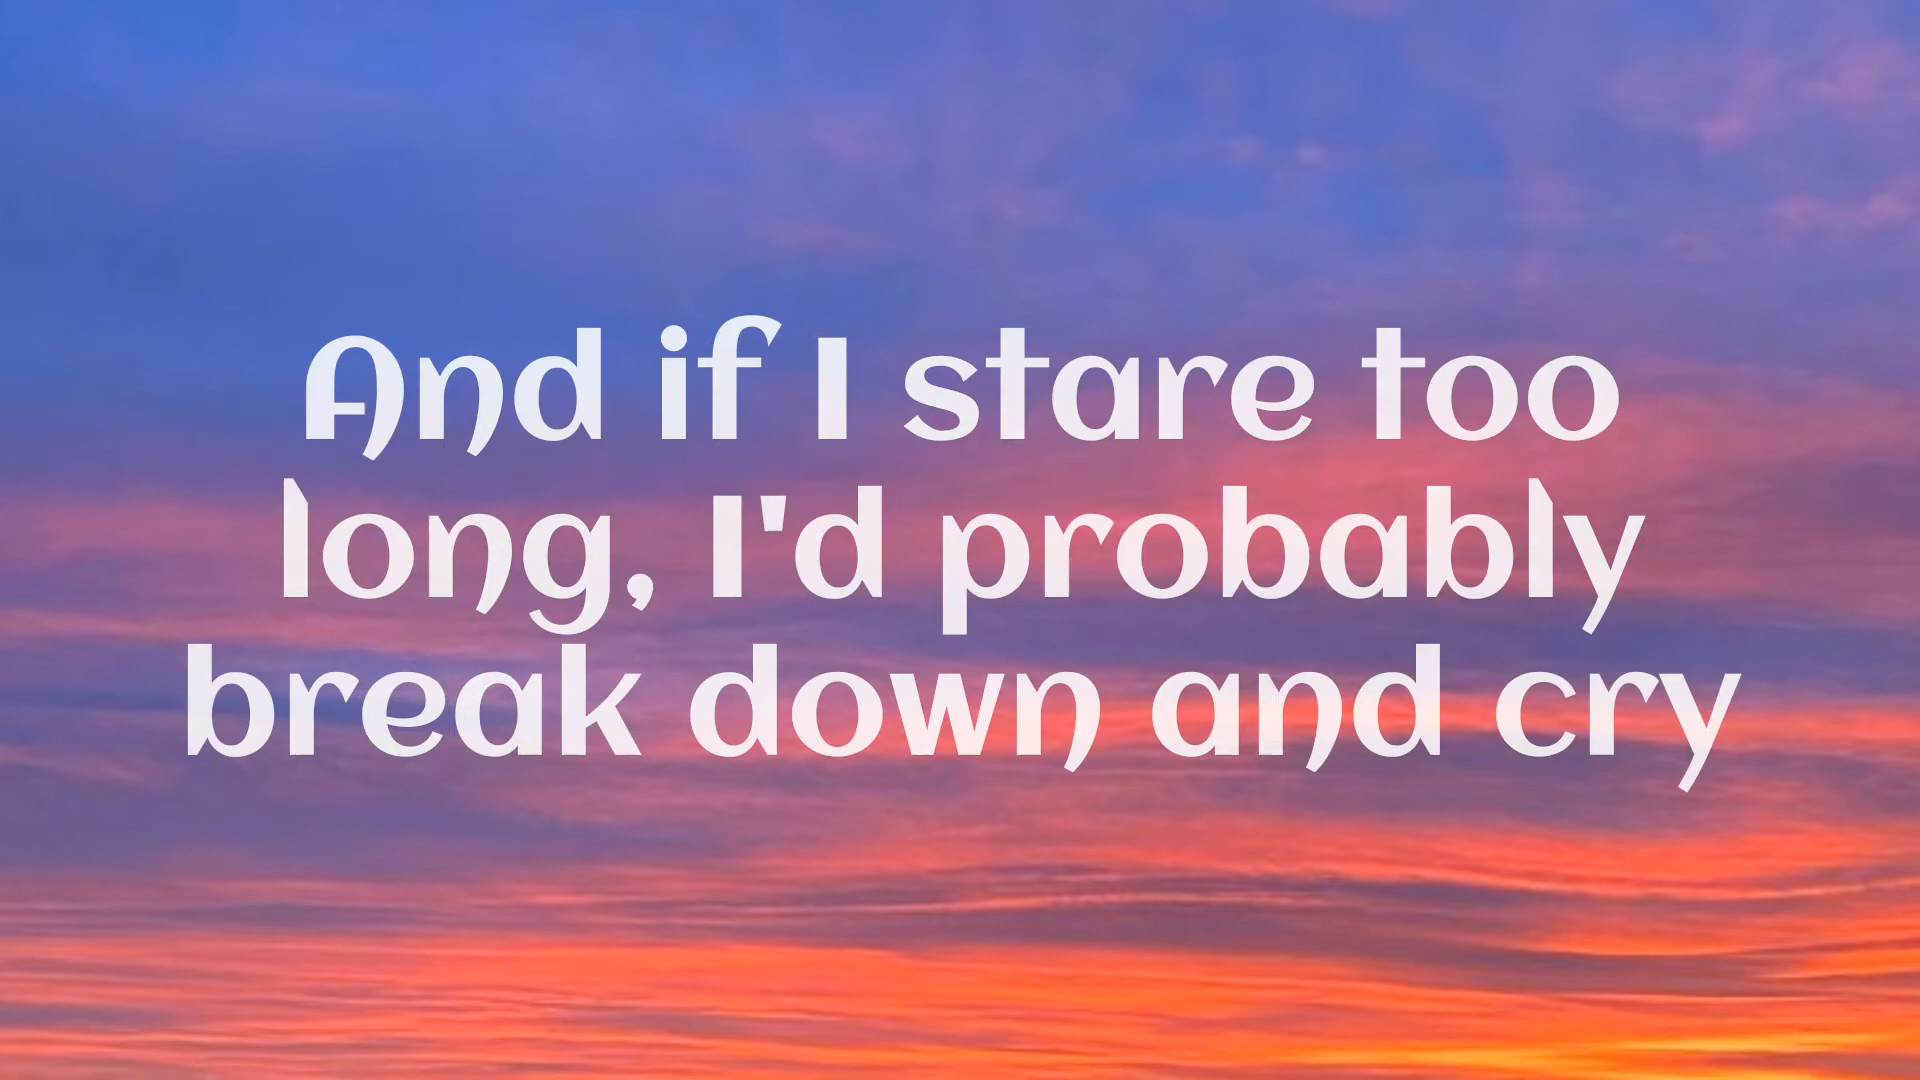 And if I stare too
long, I'd probably
break down and cry